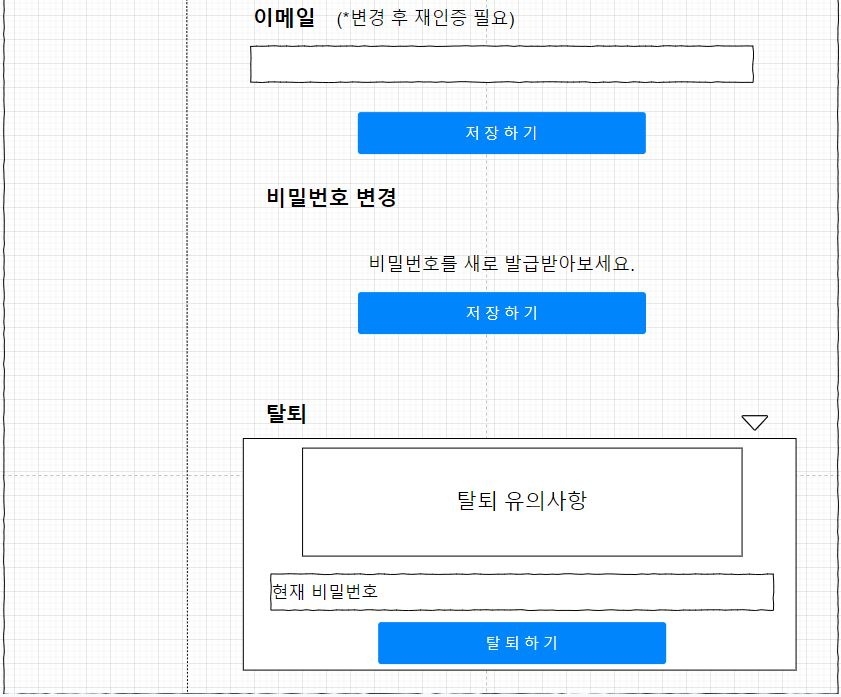 이메일 (*변경 후 재인증 필요)
저장하기
비밀번호 변경
비밀번호를 새로 발급받아보세요.
저장하기
탈퇴
탈퇴 유의사항
현재 비밀번호
탈퇴하기